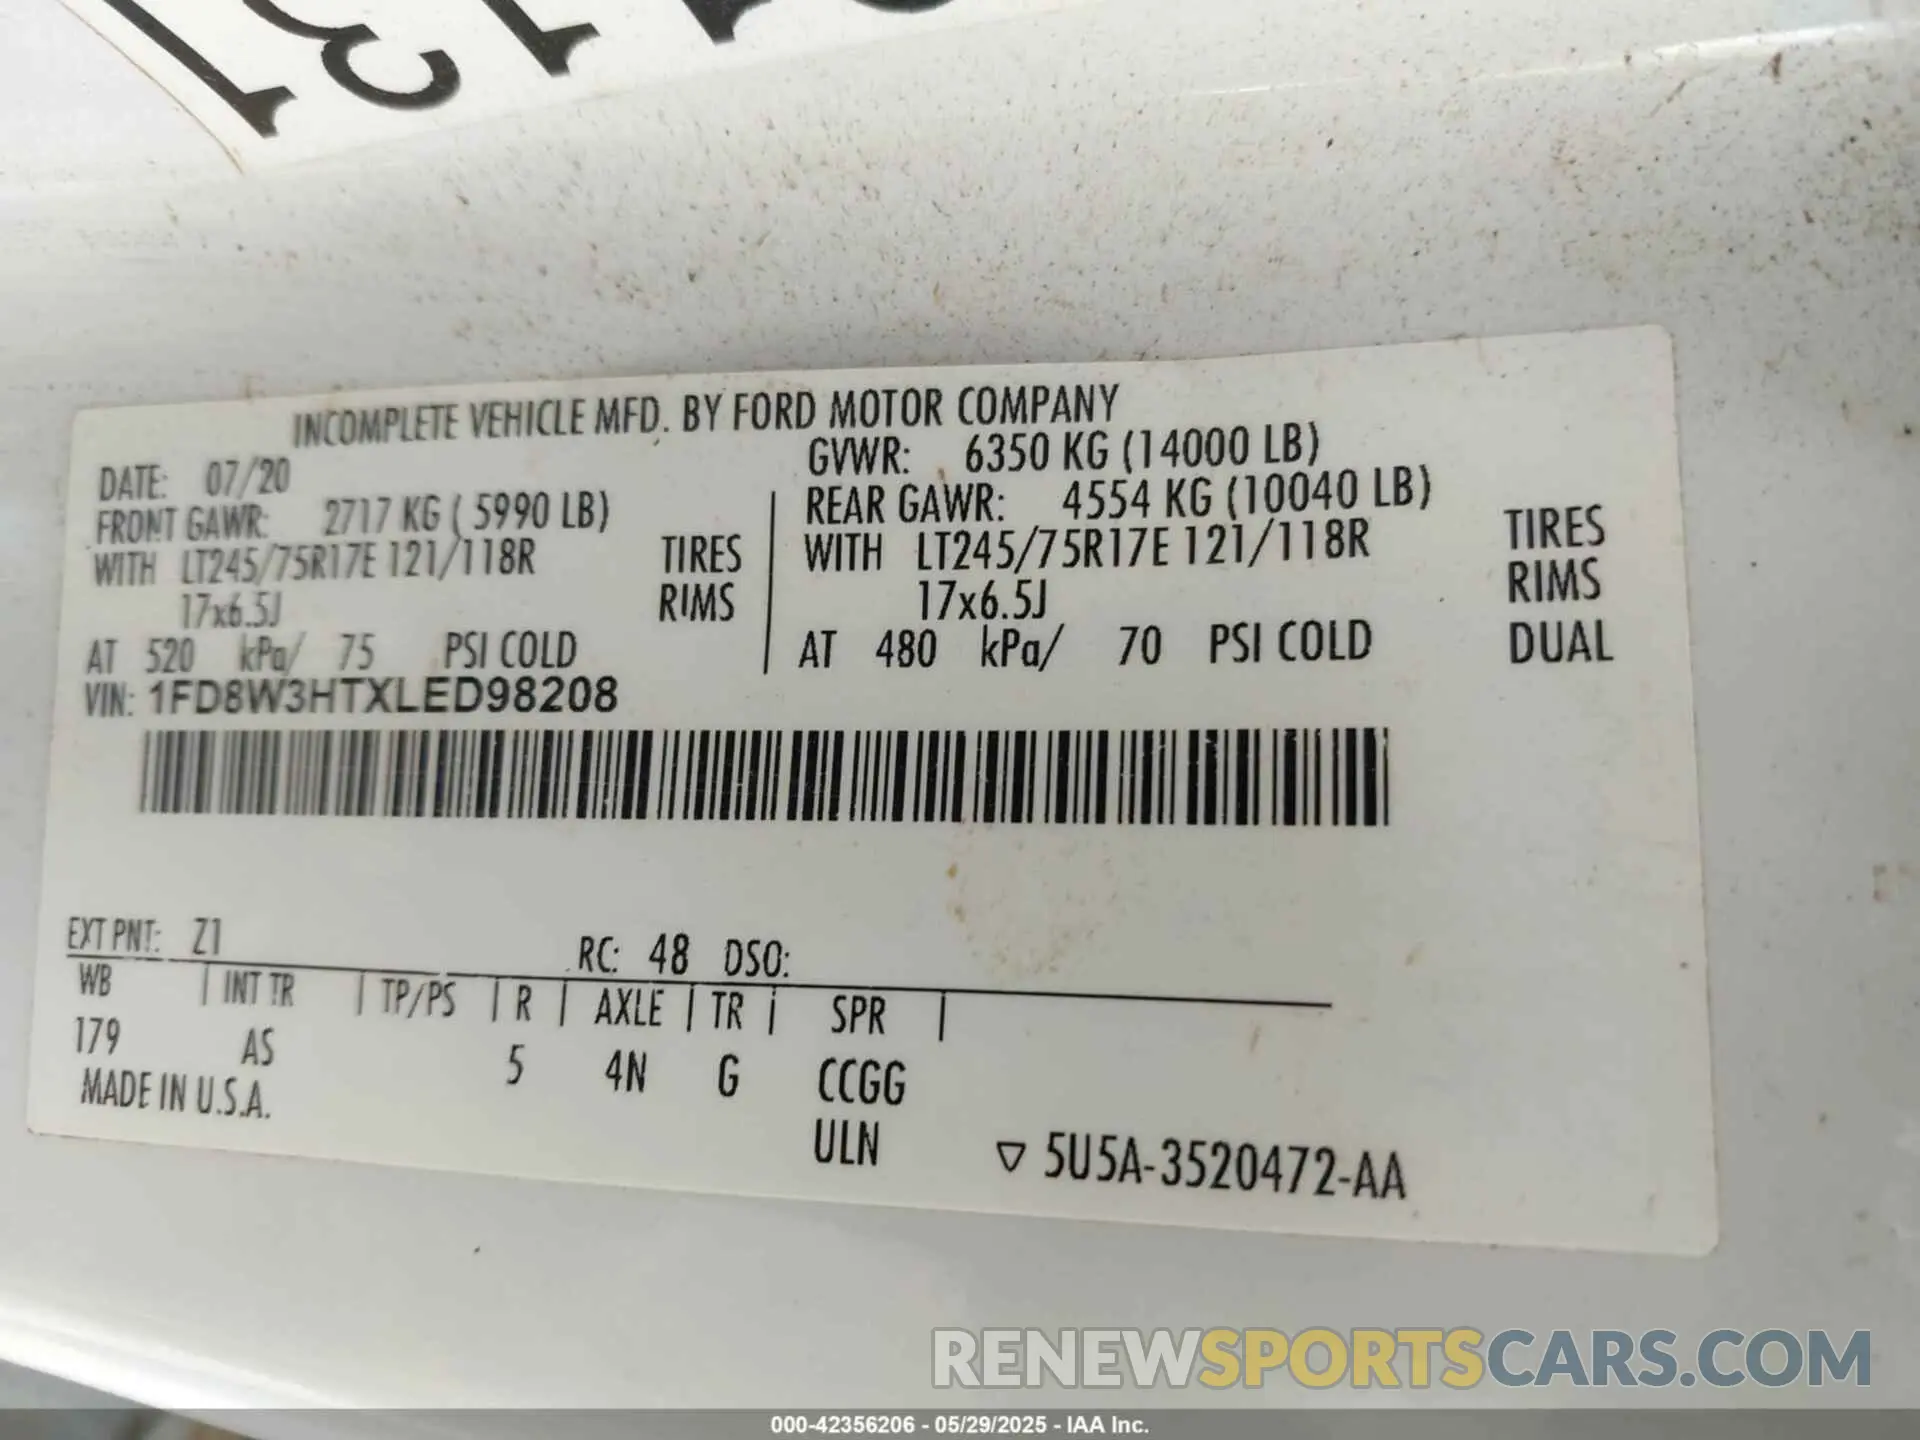 INCOMPLETE VEHICLE MFD. BY FORD MOTOR COMPANY
DATE: 07/20
GVWR: 6350 KG (14000 LB)
FRONT GAWR: 2717 KG ( 5990 LB)
WITH LT245/75R17E 121/118R TIRES
17x6.5J RIMS
AT 520 kPa/ 75 PSI COLD
REAR GAWR: 4554 KG (10040 LB)
WITH LT245/75R17E 121/118R TIRES
17x6.5J RIMS
AT 480 kPa/ 70 PSI COLD DUAL
VIN: 1FD8W3HTXLED98208
EXT PNT: Z1 RC: 48 DSO:
WB | INT TR | TP/PS | R | AXLE | TR | SPR |
179 AS 5 4N G CCGG
MADE IN U.S.A. ULN
▽ 5U5A-3520472-AA
RENEWSPORTSCARS.COM
000-42356206 - 05/29/2025 - IAA Inc.